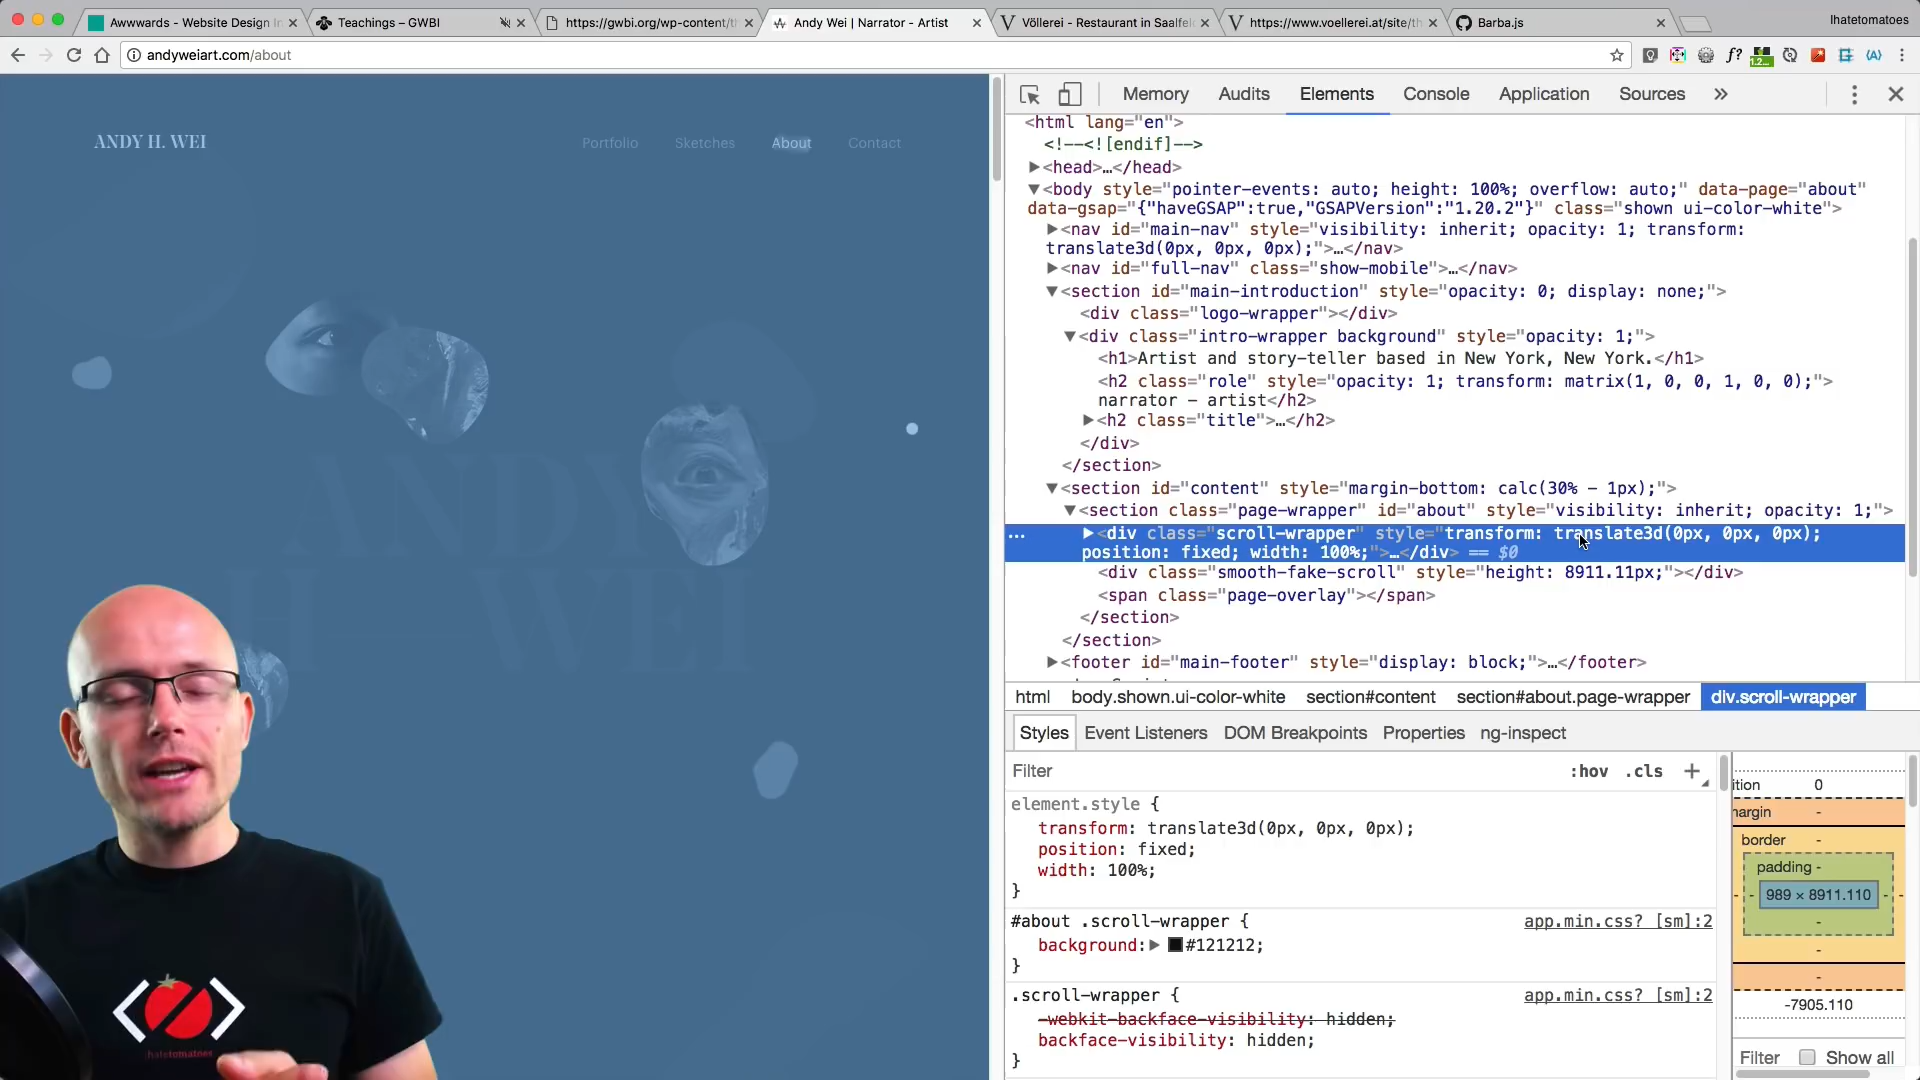 Awwwards - Website Design In
Teachings – GWBI
https://gwbi.org/wp-content/th
Andy Wei | Narrator - Artist
Völlerei - Restaurant in Saalfeld
https://www.voellerei.at/site/th
Barba.js
Ihatetomatoes
andyweiart.com/about
f?
1.2...
(A)
Memory
Audits
Elements
Console
Application
Sources
»
ANDY H. WEI
Portfolio
Sketches
About
Contact
ANDY
H WEI
<html lang="en">
<!--<![endif]-->
<head>…</head>
<body style="pointer-events: auto; height: 100%; overflow: auto;" data-page="about"
data-gsap="{"haveGSAP":true,"GSAPVersion":"1.20.2"}" class="shown ui-color-white">
<nav id="main-nav" style="visibility: inherit; opacity: 1; transform:
translate3d(0px, 0px, 0px);">…</nav>
<nav id="full-nav" class="show-mobile">…</nav>
<section id="main-introduction" style="opacity: 0; display: none;">
<div class="logo-wrapper"></div>
<div class="intro-wrapper background" style="opacity: 1;">
<h1>Artist and story-teller based in New York, New York.</h1>
<h2 class="role" style="opacity: 1; transform: matrix(1, 0, 0, 1, 0, 0);">
narrator – artist</h2>
<h2 class="title">…</h2>
</div>
</section>
<section id="content" style="margin-bottom: calc(30% - 1px);">
<section class="page-wrapper" id="about" style="visibility: inherit; opacity: 1;">
… <div class="scroll-wrapper" style="transform: translate3d(0px, 0px, 0px);
position: fixed; width: 100%;">…</div> == $0
<div class="smooth-fake-scroll" style="height: 8911.11px;"></div>
<span class="page-overlay"></span>
</section>
</section>
<footer id="main-footer" style="display: block;">…</footer>
html
body.shown.ui-color-white
section#content
section#about.page-wrapper
div.scroll-wrapper
Styles
Event Listeners
DOM Breakpoints
Properties
ng-inspect
Filter
:hov
.cls
+
element.style {
transform: translate3d(0px, 0px, 0px);
position: fixed;
width: 100%;
}
#about .scroll-wrapper {
app.min.css? [sm]:2
background: #121212;
}
.scroll-wrapper {
app.min.css? [sm]:2
-webkit-backface-visibility: hidden;
backface-visibility: hidden;
}
ition 0
nargin -
border -
padding -
- - 989 × 8911.110 - -
-
-
-
-7905.110
Filter
Show all
ihatetomatoes